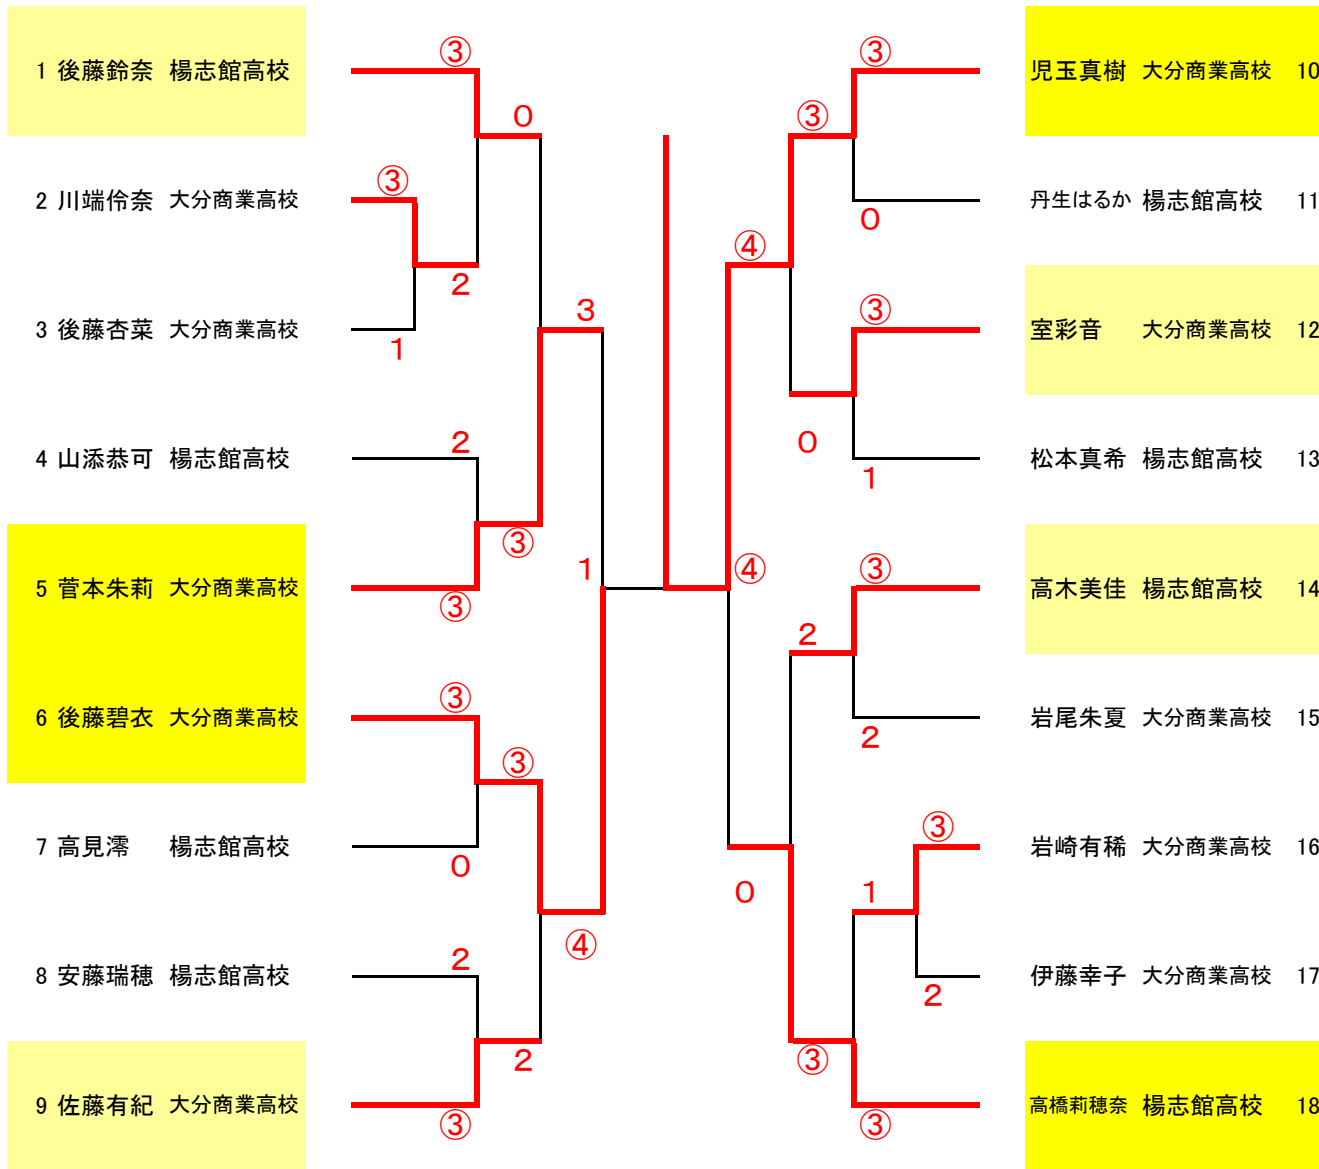 ③
③
1 後藤鈴奈 楊志館高校
児玉真樹 大分商業高校 10
0
③
③
2 川端伶奈 大分商業高校
丹生はるか 楊志館高校 11
0
④
2
3
③
3 後藤杏菜 大分商業高校
室彩音 大分商業高校 12
1
2
0
4 山添恭可 楊志館高校
松本真希 楊志館高校 13
1
③
1
④
③
5 菅本朱莉 大分商業高校
高木美佳 楊志館高校 14
③
2
③
6 後藤碧衣 大分商業高校
岩尾朱夏 大分商業高校 15
2
③
③
7 高見澪 楊志館高校
岩崎有稀 大分商業高校 16
0
0
1
④
2
8 安藤瑞穂 楊志館高校
伊藤幸子 大分商業高校 17
2
2
③
9 佐藤有紀 大分商業高校
高橋莉穂奈 楊志館高校 18
③
③